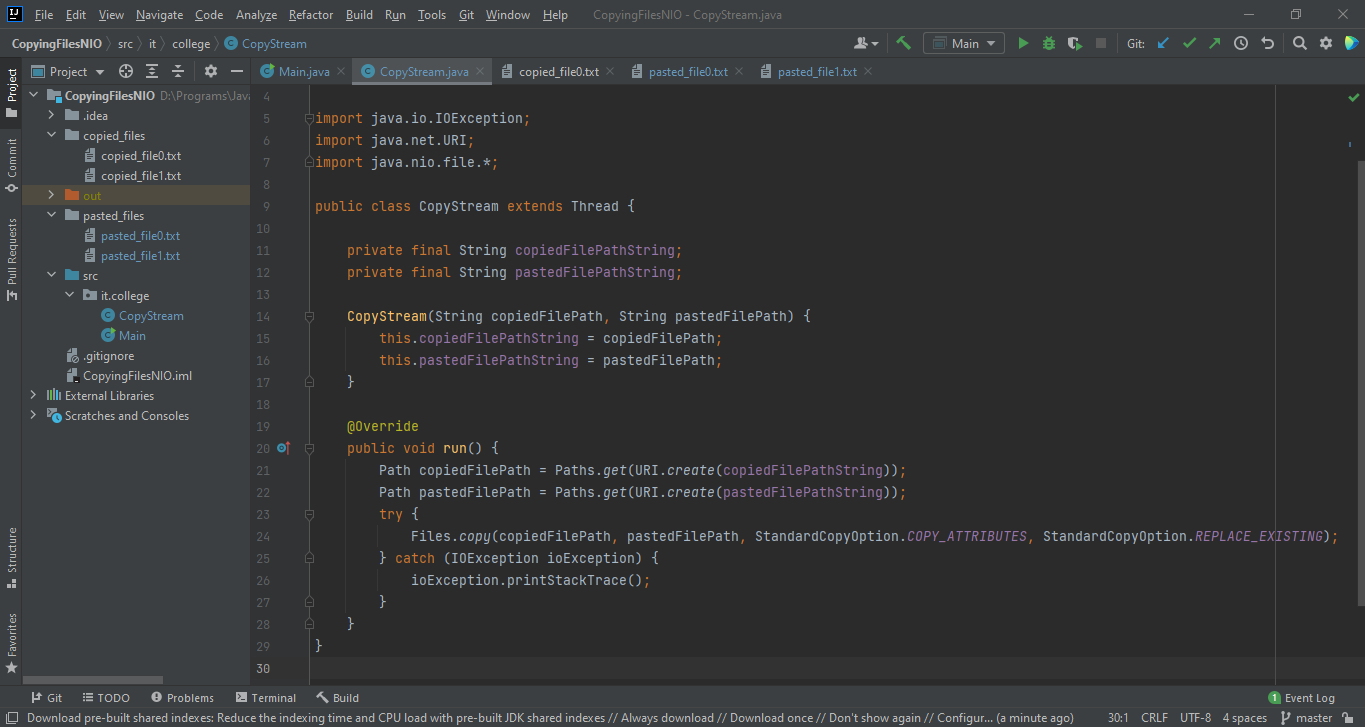 File Edit View Navigate Code Analyze Refactor Build Run Tools Git Window Help CopyingFilesNIO - CopyStream.java
CopyingFilesNIO src it college CopyStream Main Git:
Project Main.java CopyStream.java copied_file0.txt pasted_file0.txt pasted_file1.txt
Project
Commit
Pull Requests
Structure
Favorites
CopyingFilesNIO D:\Programs\Java
.idea
copied_files
copied_file0.txt
copied_file1.txt
out
pasted_files
pasted_file0.txt
pasted_file1.txt
src
it.college
CopyStream
Main
.gitignore
CopyingFilesNIO.iml
External Libraries
Scratches and Consoles
4
5 import java.io.IOException;
6 import java.net.URI;
7 import java.nio.file.*;
8
9 public class CopyStream extends Thread {
10
11 private final String copiedFilePathString;
12 private final String pastedFilePathString;
13
14 CopyStream(String copiedFilePath, String pastedFilePath) {
15 this.copiedFilePathString = copiedFilePath;
16 this.pastedFilePathString = pastedFilePath;
17 }
18
19 @Override
20 public void run() {
21 Path copiedFilePath = Paths.get(URI.create(copiedFilePathString));
22 Path pastedFilePath = Paths.get(URI.create(pastedFilePathString));
23 try {
24 Files.copy(copiedFilePath, pastedFilePath, StandardCopyOption.COPY_ATTRIBUTES, StandardCopyOption.REPLACE_EXISTING);
25 } catch (IOException ioException) {
26 ioException.printStackTrace();
27 }
28 }
29 }
30
Git TODO Problems Terminal Build 1 Event Log
Download pre-built shared indexes: Reduce the indexing time and CPU load with pre-built JDK shared indexes // Always download // Download once // Don't show again // Configur... (a minute ago) 30:1 CRLF UTF-8 4 spaces master